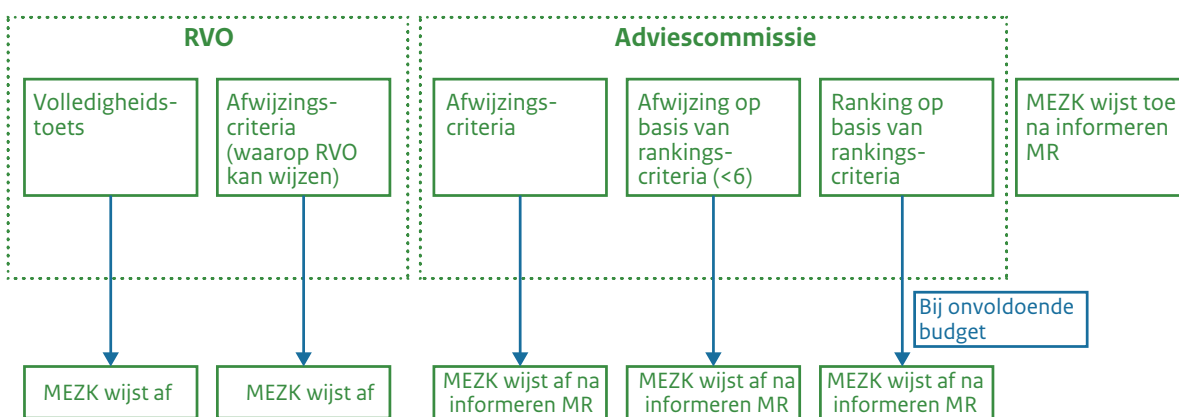 RVO
Adviescommissie
Volledigheids-
toets
Afwijzings-
criteria
(waarop RVO
kan wijzen)
Afwijzings-
criteria
Afwijzing op
basis van
rankings-
criteria (<6)
Ranking op
basis van
rankings-
criteria
MEZK wijst toe
na informeren
MR
Bij onvoldoende
budget
MEZK wijst af
MEZK wijst af
MEZK wijst af na
informeren MR
MEZK wijst af na
informeren MR
MEZK wijst af na
informeren MR